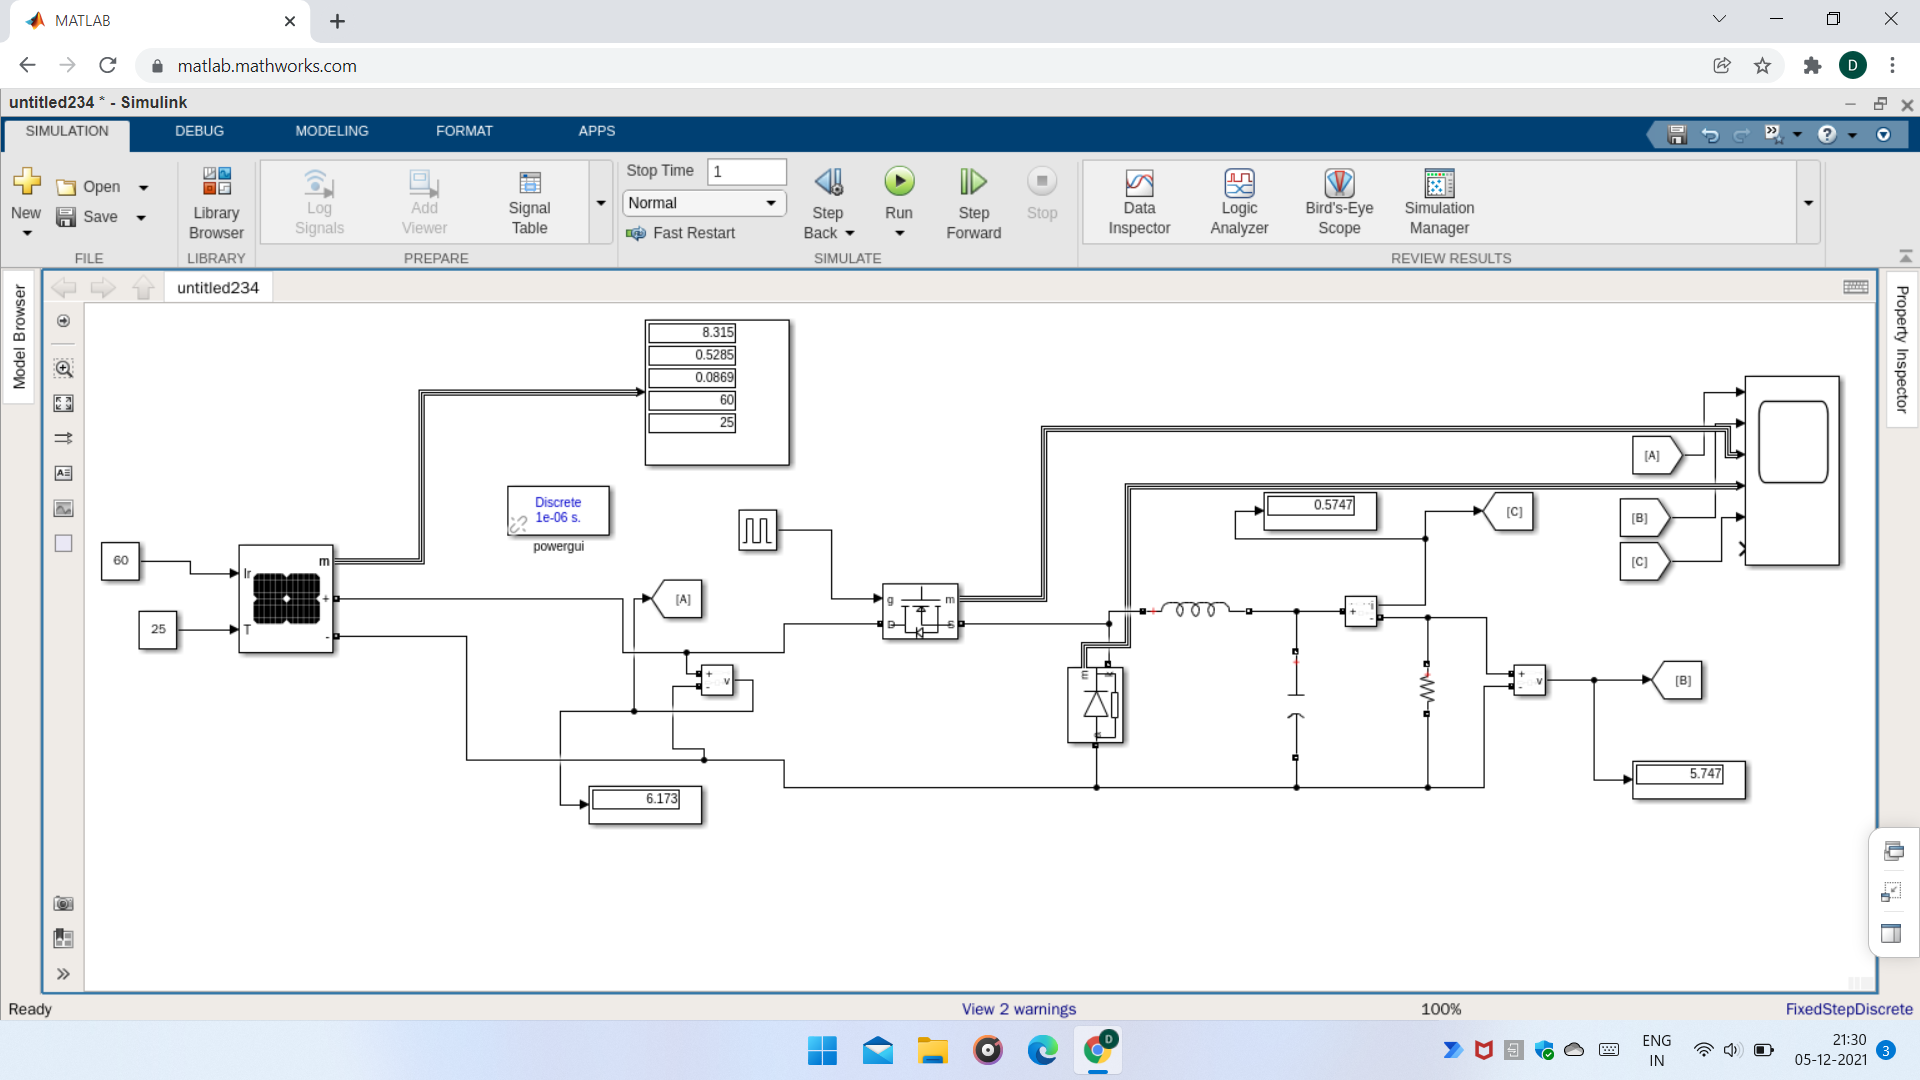 MATLAB
matlab.mathworks.com
D
untitled234 * - Simulink
SIMULATION
DEBUG
MODELING
FORMAT
APPS
New
Open
Save
FILE
Library
Browser
LIBRARY
Log
Signals
Add
Viewer
Signal
Table
PREPARE
Stop Time 1
Normal
Fast Restart
Step
Back
Run
Step
Forward
Stop
SIMULATE
Data
Inspector
Logic
Analyzer
Bird's-Eye
Scope
Simulation
Manager
REVIEW RESULTS
Model Browser
untitled234
Property Inspector
8.315
0.5285
0.0869
60
25
Discrete
1e-06 s.
powergui
60
25
Ir
T
m
+
-
[A]
+
-
v
6.173
g
m
D
S
m
k
a
0.5747
[C]
[A]
[B]
[C]
+
i
-
+
-
v
[B]
5.747
Ready
View 2 warnings
100%
FixedStepDiscrete
D
ENG
IN
21:30
05-12-2021
3